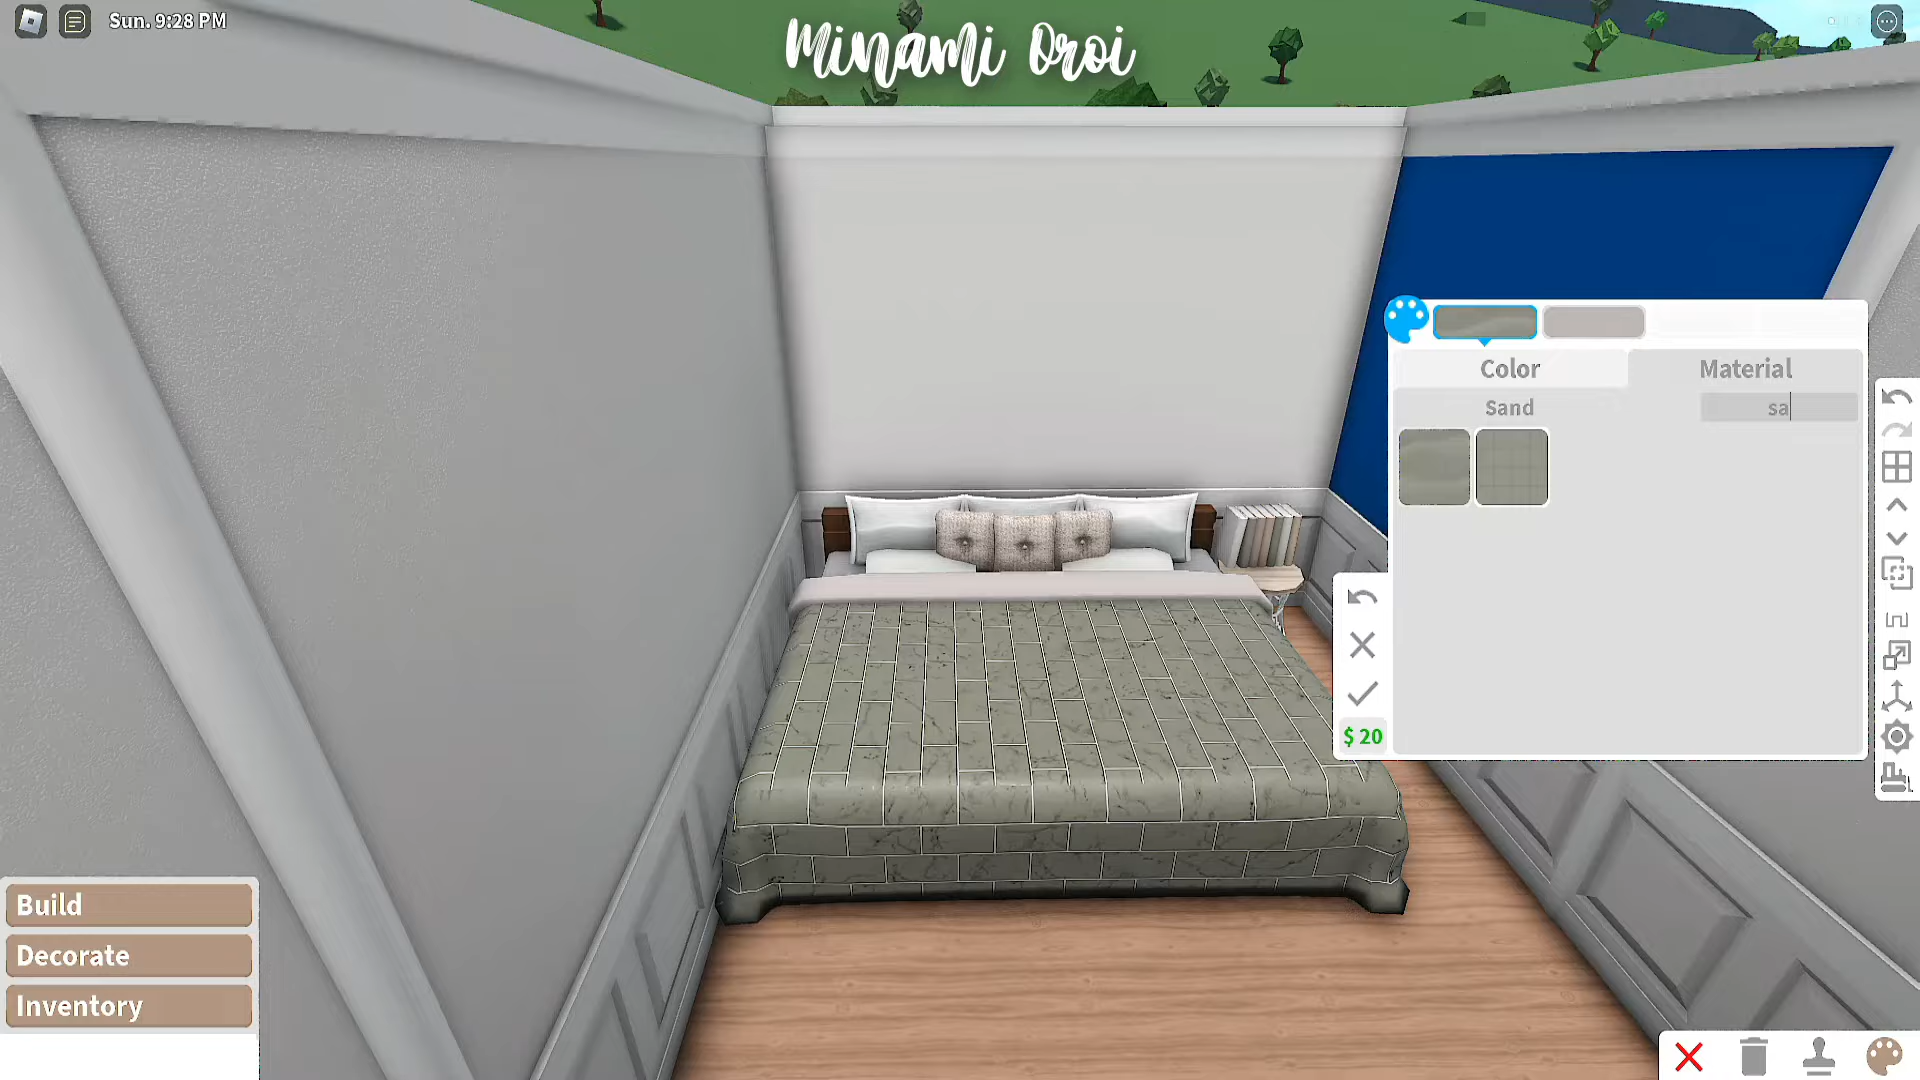 Sun. 9:28 PM
Minami Oroi
Color
Material
Sand
sa
$ 20
Build
Decorate
Inventory